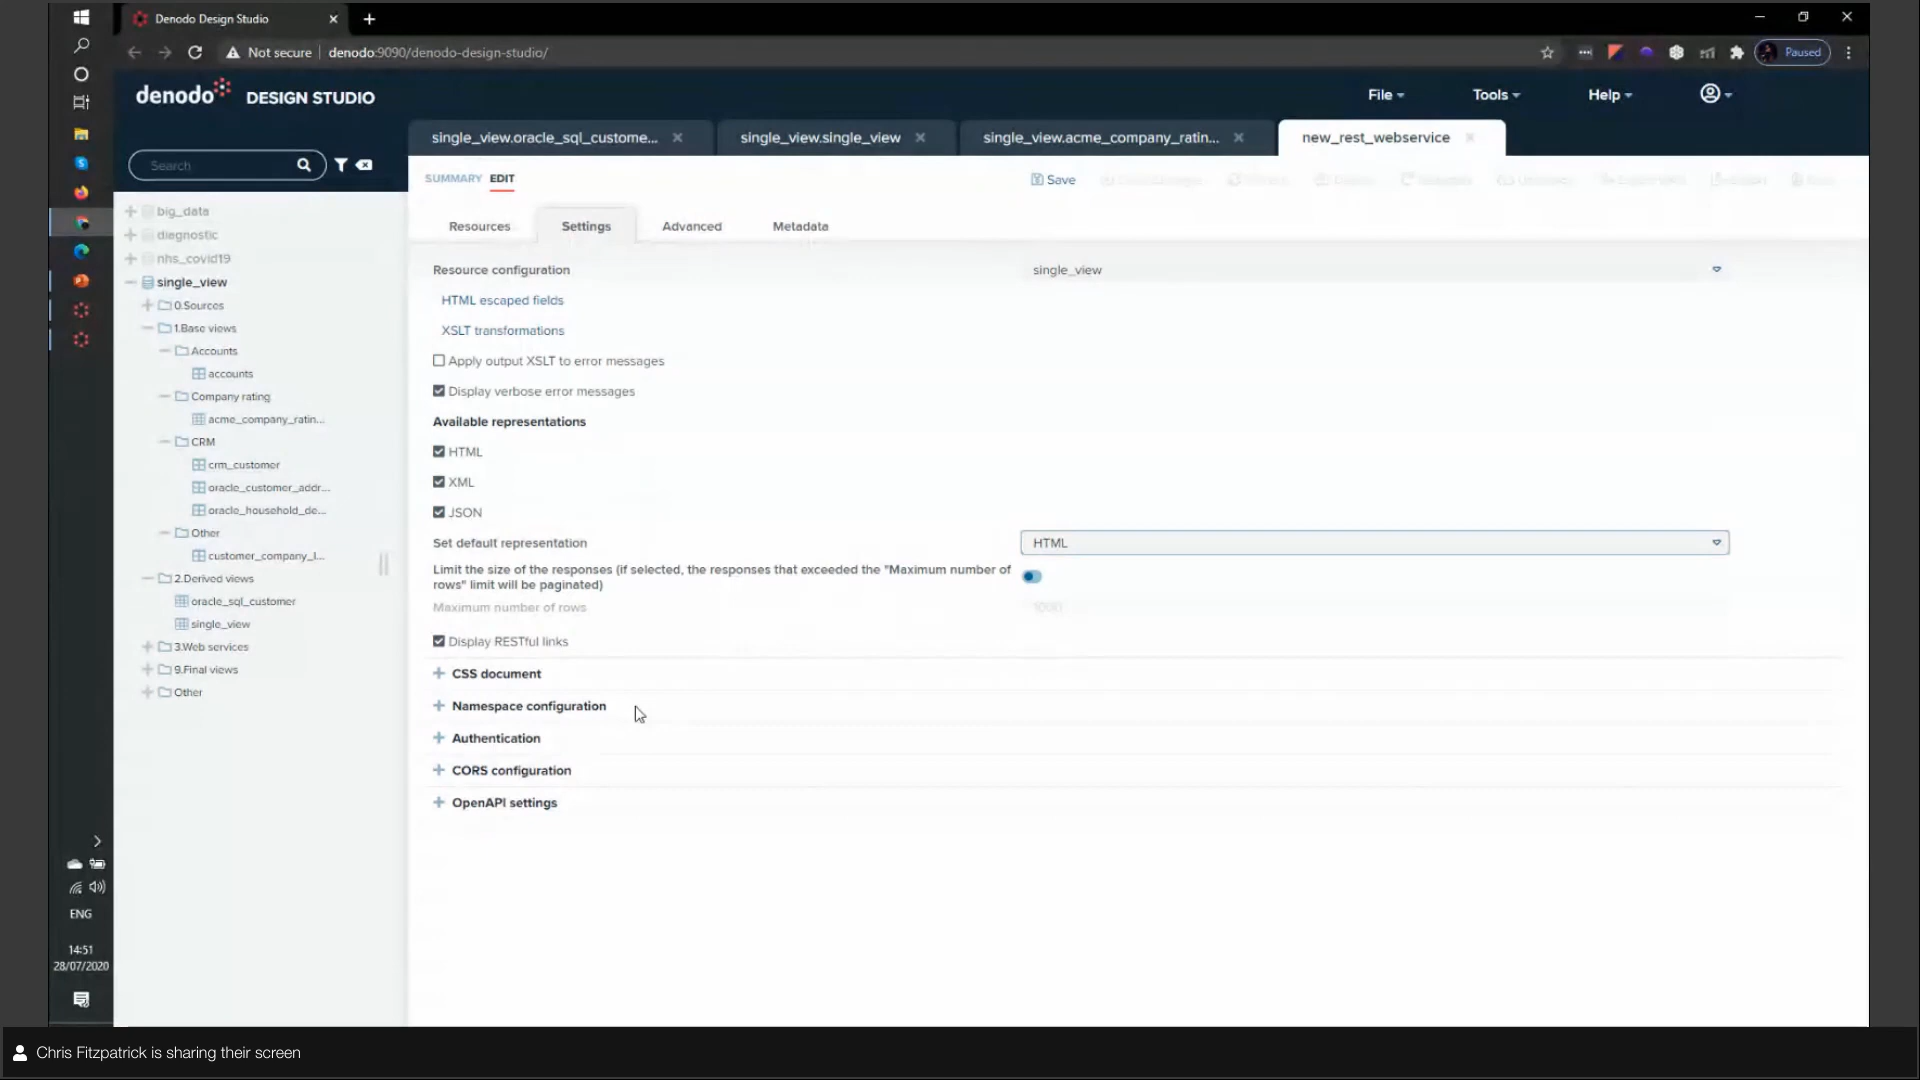 Denodo Design Studio
Not secure
denodo:9090/denodo-design-studio/
Paused
denodo DESIGN STUDIO
File
Tools
Help
single_view.oracle_sql_custome...
single_view.single_view
single_view.acme_company_ratin...
new_rest_webservice
Search
SUMMARY
EDIT
Save
Resources
Settings
Advanced
Metadata
big_data
diagnostic
nhs_covid19
single_view
0.Sources
1.Base views
Accounts
accounts
Company rating
acme_company_ratin...
CRM
crm_customer
oracle_customer_addr...
oracle_household_de...
Other
customer_company_l...
2.Derived views
oracle_sql_customer
single_view
3.Web services
9.Final views
Other
Resource configuration
single_view
HTML escaped fields
XSLT transformations
Apply output XSLT to error messages
Display verbose error messages
Available representations
HTML
XML
JSON
Set default representation
HTML
Limit the size of the responses (if selected, the responses that exceeded the "Maximum number of
rows" limit will be paginated)
Maximum number of rows
1000
Display RESTful links
CSS document
Namespace configuration
Authentication
CORS configuration
OpenAPI settings
ENG
14:51
28/07/2020
Chris Fitzpatrick is sharing their screen